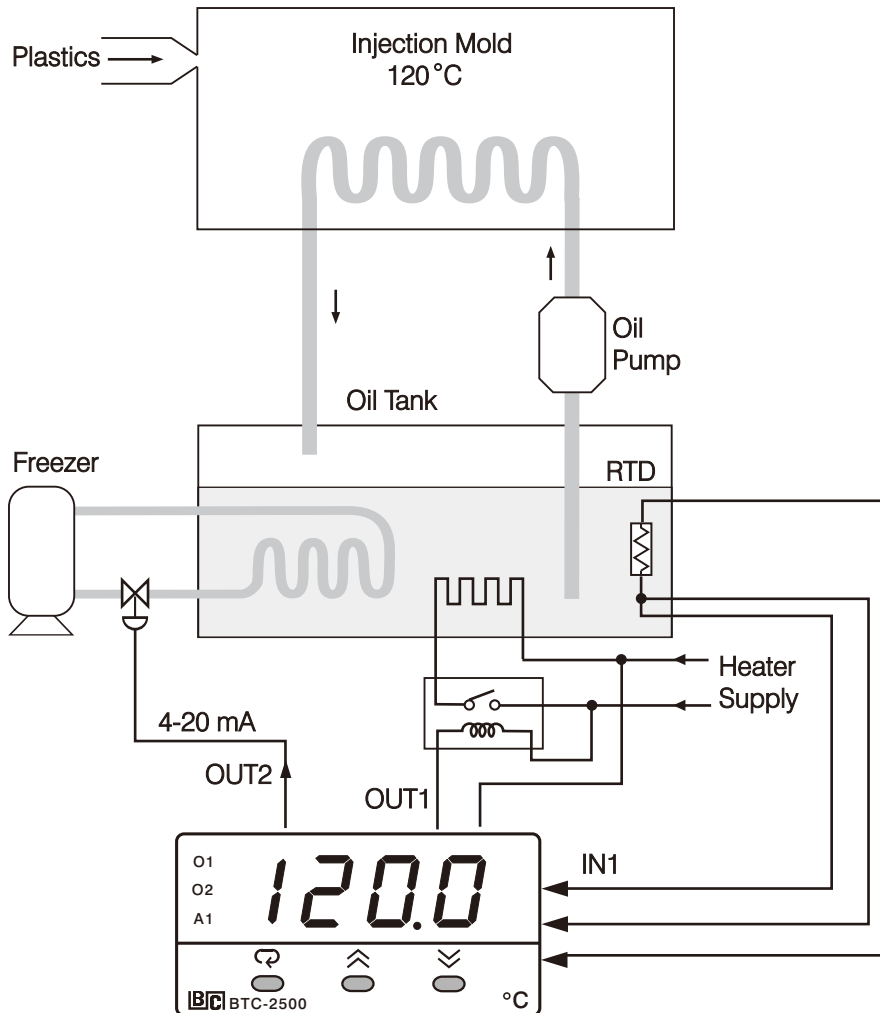 Plastics
Injection Mold
120°C
Oil
Pump
Oil Tank
Freezer
RTD
Heater
Supply
4-20 mA
OUT2
OUT1
IN1
O1
O2
A1
120.0
BC BTC-2500
°C